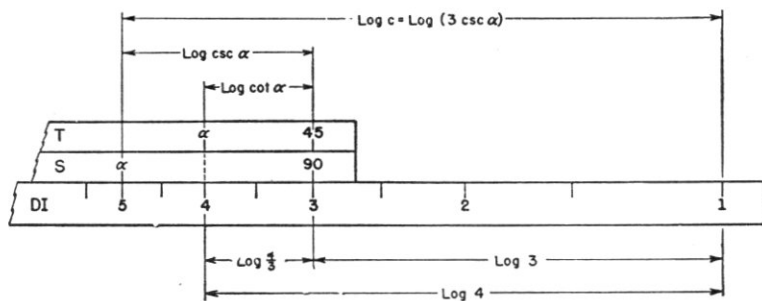 Log c = Log (3 csc α)
Log csc α
Log cot α
T α 45
S α 90
DI 5 4 3 2 1
Log 4/3 Log 3
Log 4